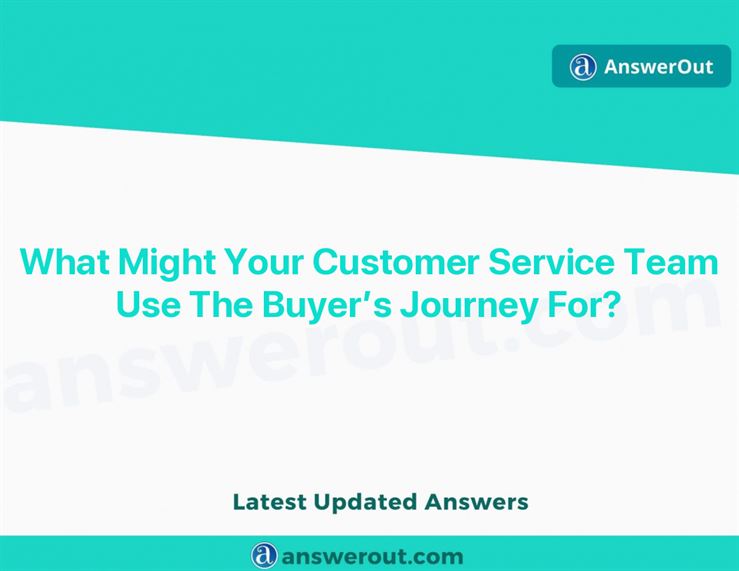 AnswerOut
What Might Your Customer Service Team
Use The Buyer’s Journey For?
answerout.com
Latest Updated Answers
answerout.com